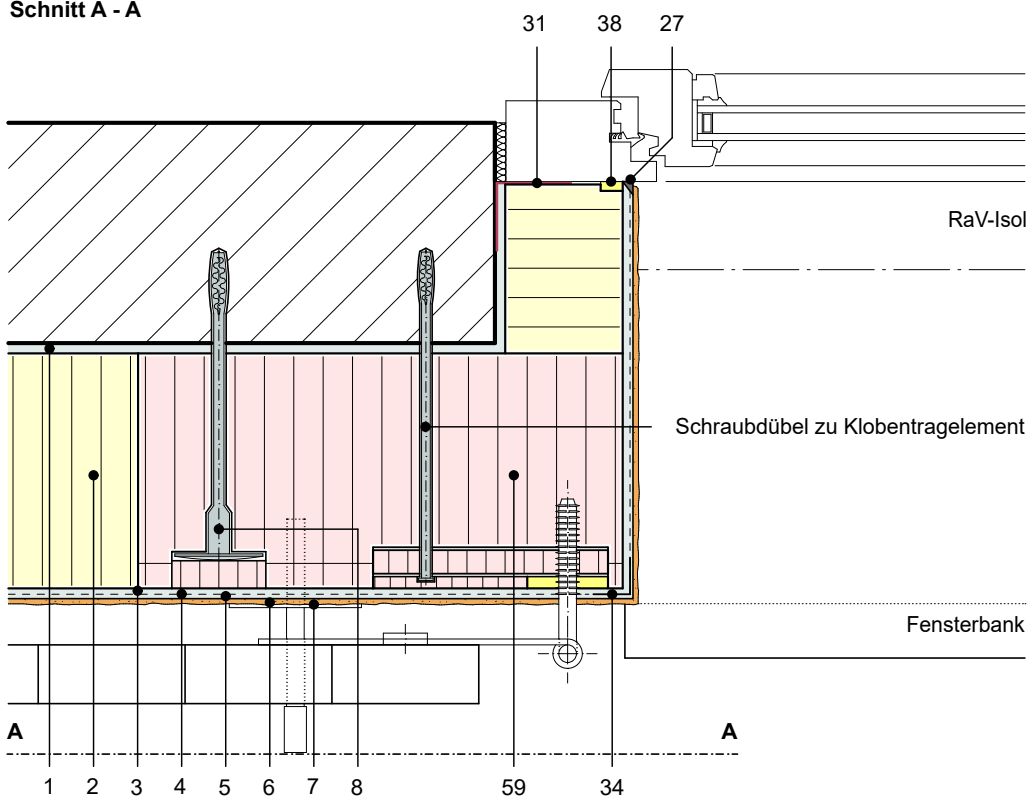 Schnitt A - A
31 38 27
RaV-Isol
Schraubdübel zu Klobentragelement
Fensterbank
A A
1 2 3 4 5 6 7 8 59 34